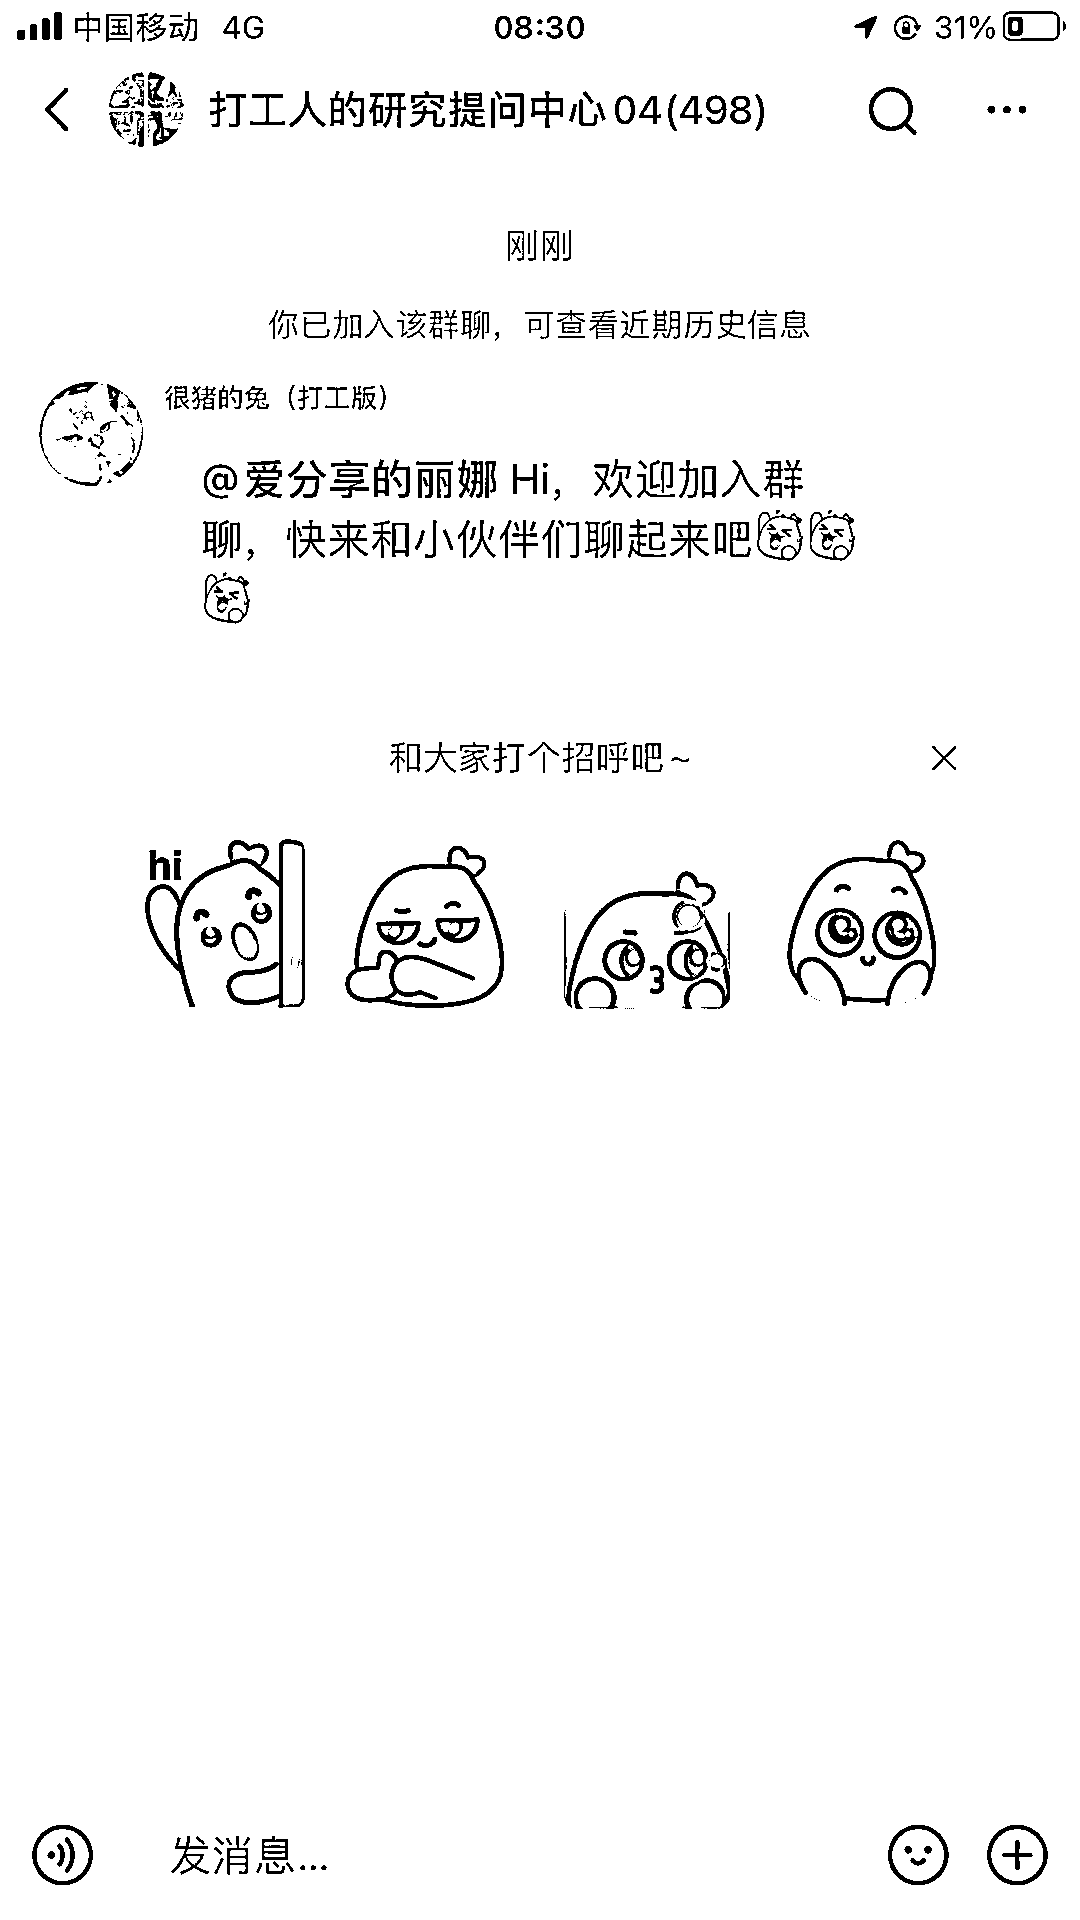 中国移动 4G 08:30 31%
打工人的研究提问中心04(498)
刚刚
你已加入该群聊，可查看近期历史信息
很猪的兔（打工版）
@爱分享的丽娜 Hi，欢迎加入群
聊，快来和小伙伴们聊起来吧
和大家打个招呼吧~
hi
发消息...